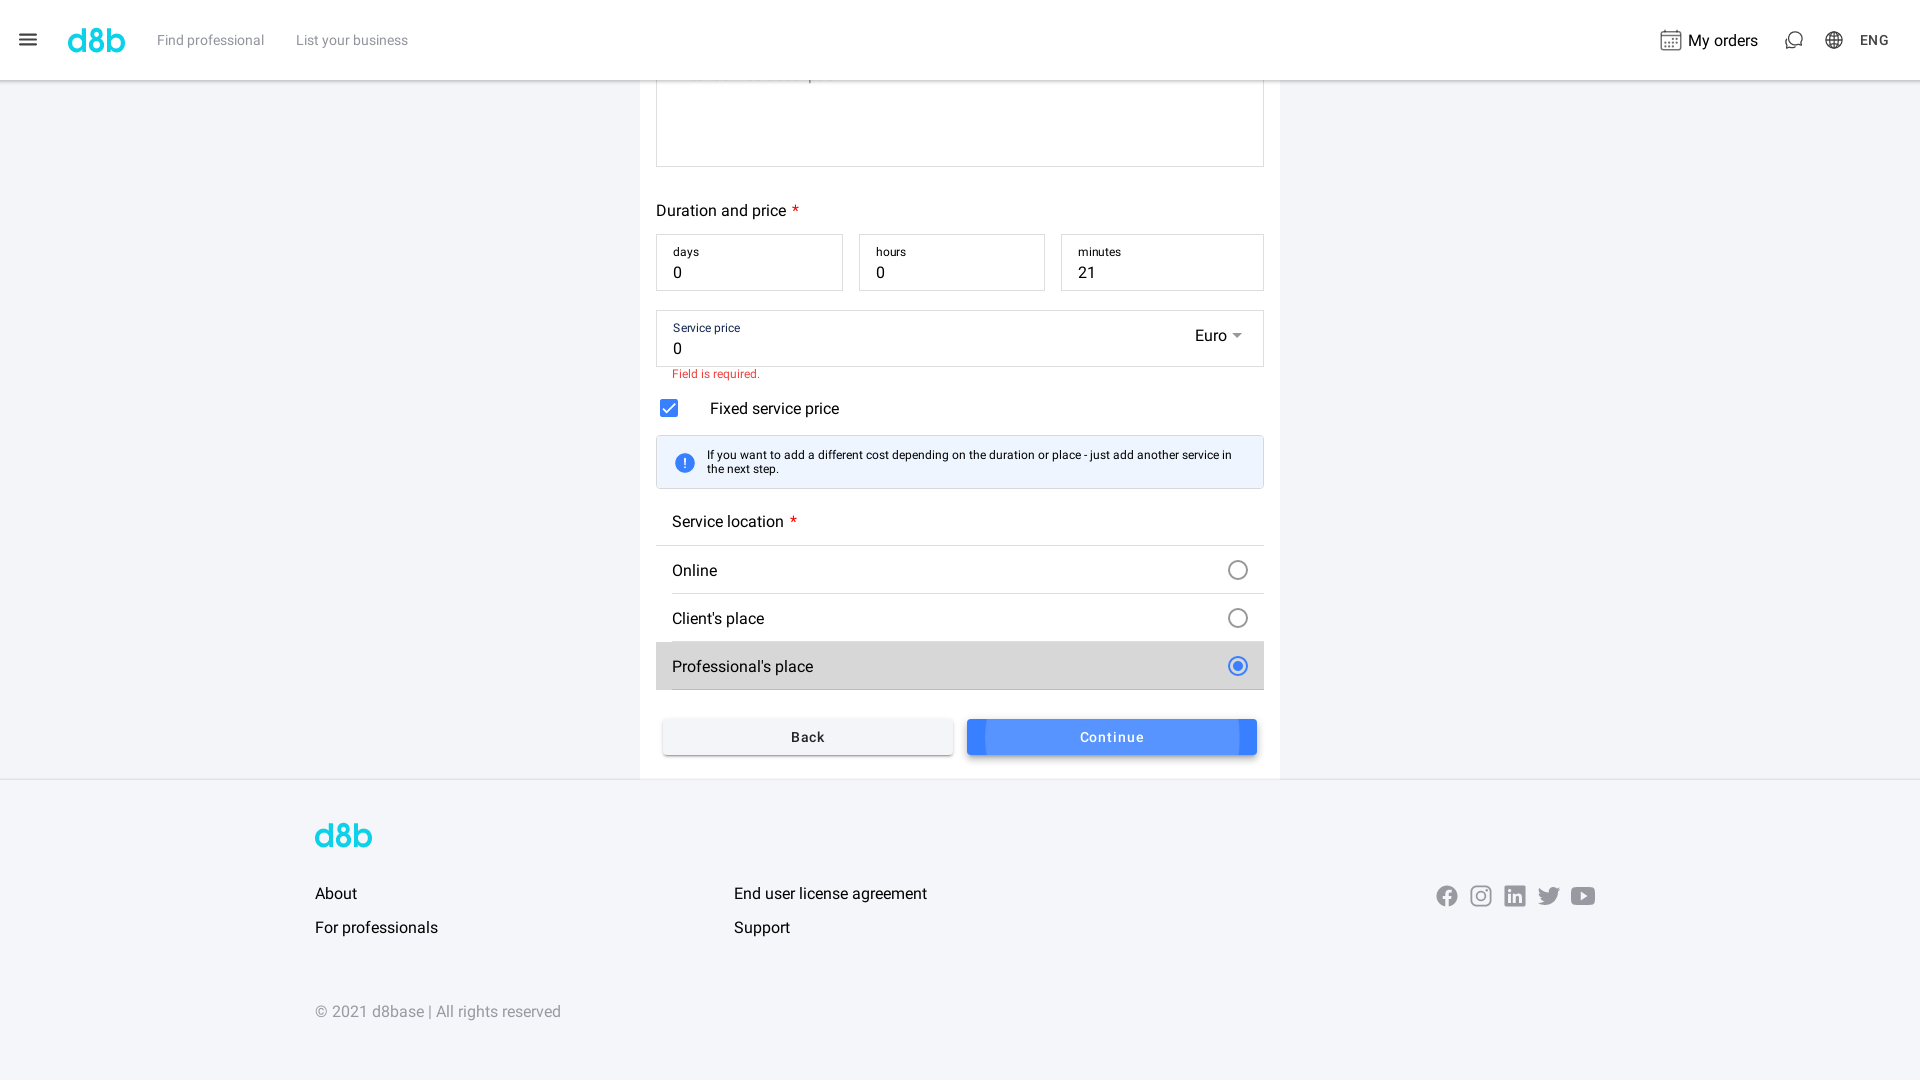 d8b
Find professional
List your business
My orders
ENG
Duration and price *
days
0
hours
0
minutes
21
Service price
0
Euro
Field is required.
Fixed service price
If you want to add a different cost depending on the duration or place - just add another service in
the next step.
Service location *
Online
Client's place
Professional's place
Back
Continue
d8b
About
For professionals
End user license agreement
Support
© 2021 d8base | All rights reserved